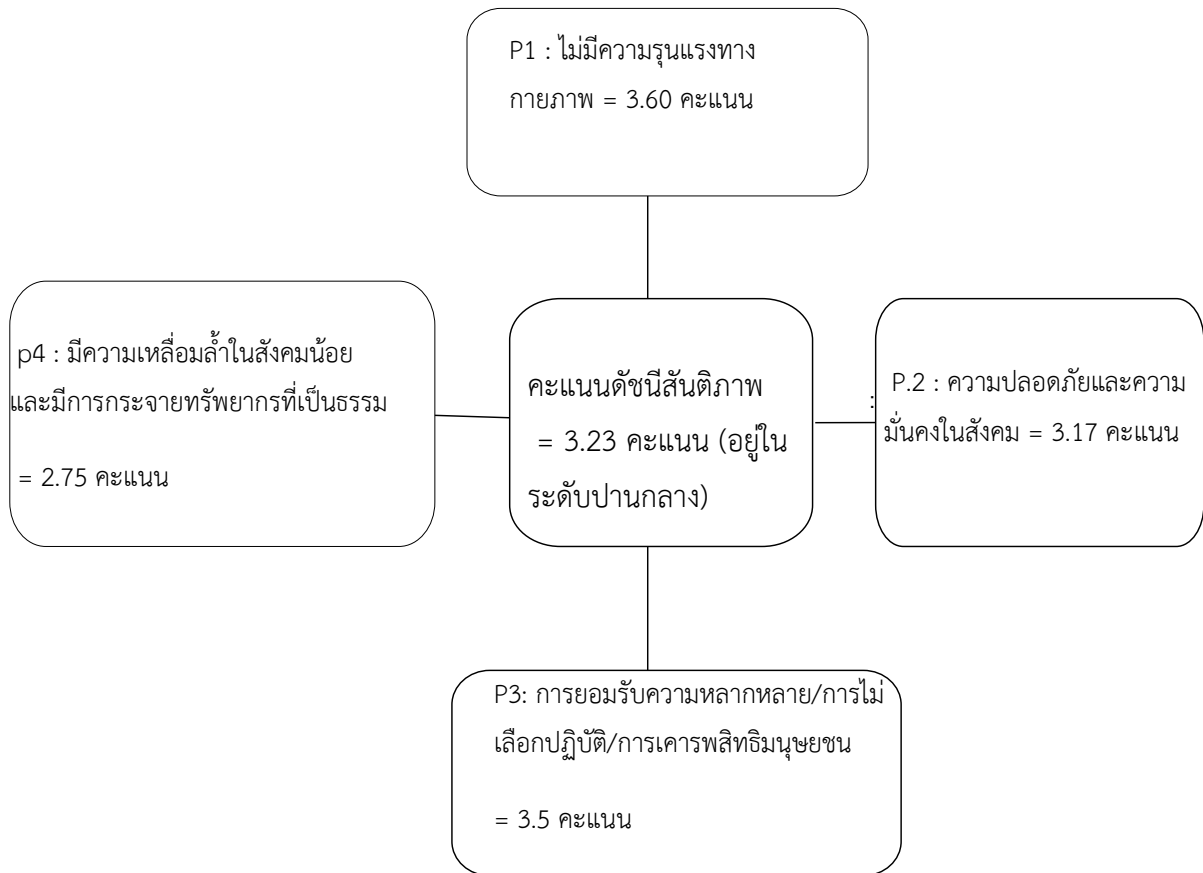 P1 : ไม่มีความรุนแรงทาง
กายภาพ = 3.60 คะแนน
p4 : มีความเหลื่อมล้ำในสังคมน้อย
และมีการกระจายทรัพยากรที่เป็นธรรม
= 2.75 คะแนน
คะแนนดัชนีสันติภาพ
= 3.23 คะแนน (อยู่ใน
ระดับปานกลาง)
:
P.2 : ความปลอดภัยและความ
มั่นคงในสังคม = 3.17 คะแนน
P3: การยอมรับความหลากหลาย/การไม่
เลือกปฏิบัติ/การเคารพสิทธิมนุษยชน
= 3.5 คะแนน